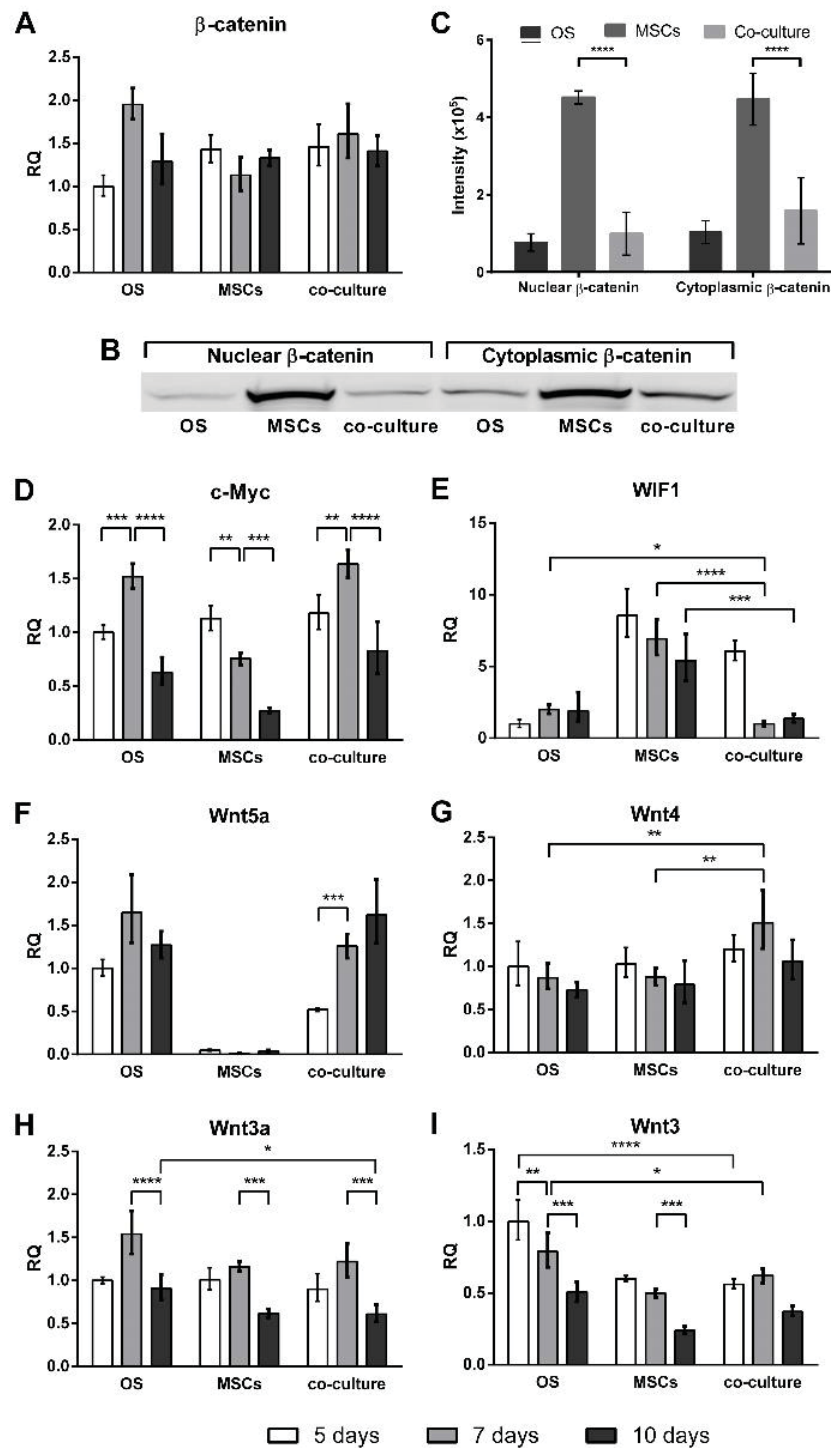 A
β-catenin
2.5
2.0
1.5
1.0
0.5
0.0
RQ
OS
MSCs
co-culture
C
OS
MSCs
Co-culture
****
****
6
4
2
0
Intensity (x10⁵)
Nuclear β-catenin
Cytoplasmic β-catenin
B
Nuclear β-catenin
Cytoplasmic β-catenin
OS
MSCs
co-culture
OS
MSCs
co-culture
D
c-Myc
2.0
1.5
1.0
0.5
0.0
RQ
***
****
**
***
**
****
OS
MSCs
co-culture
E
WIF1
15
10
5
0
RQ
*
****
***
OS
MSCs
co-culture
F
Wnt5a
2.5
2.0
1.5
1.0
0.5
0.0
RQ
***
OS
MSCs
co-culture
G
Wnt4
2.5
2.0
1.5
1.0
0.5
0.0
RQ
**
**
OS
MSCs
co-culture
H
Wnt3a
2.5
2.0
1.5
1.0
0.5
0.0
RQ
*
****
***
***
OS
MSCs
co-culture
I
Wnt3
1.5
1.0
0.5
0.0
RQ
****
**
*
***
***
OS
MSCs
co-culture
5 days
7 days
10 days